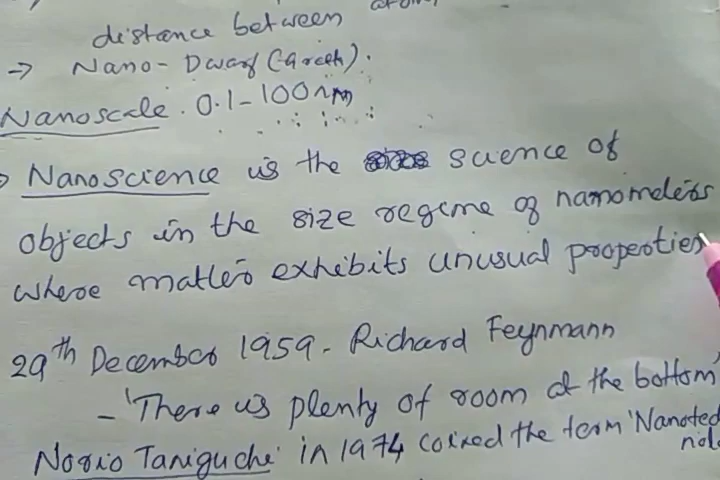 distance between atom
→ Nano - Dwarf (Greek).
Nanoscale. 0.1-100nm
Nanoscience is the science of
objects in the size regime of nanometers
where matter exhibits unusual properties
29th December 1959 - Richard Feynmann
- 'There is plenty of room at the bottom'
Norio Taniguchi in 1974 coined the term 'Nanotech
nolo